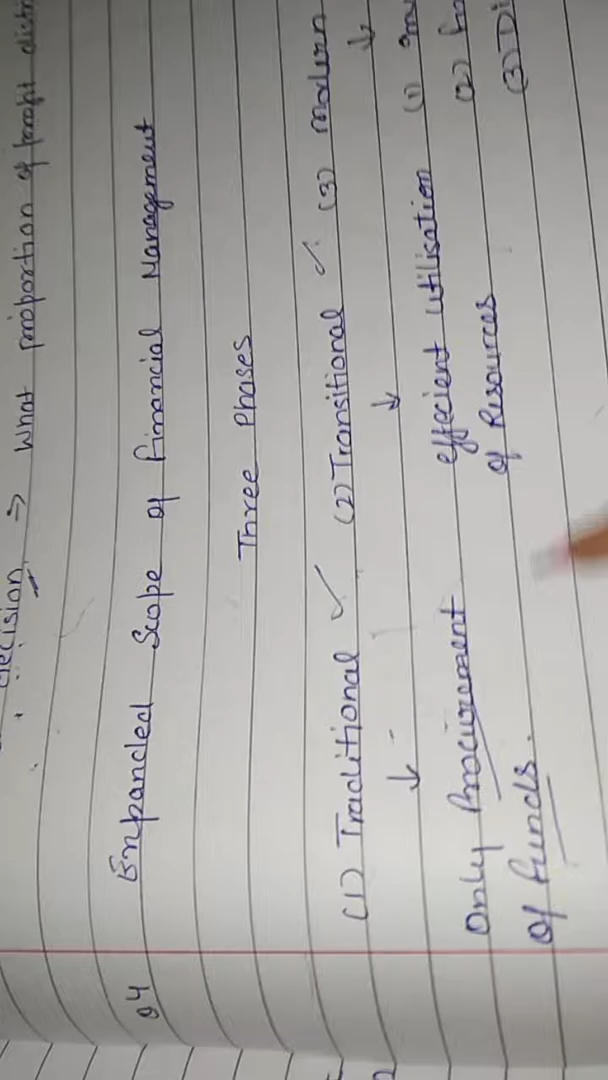 decision → What proportion of profit
Q4 Expanded Scope of Financial Management
Three Phases
(1) Traditional ✓ (2) Transitional ✓ (3) Modern
↓ ↓ ↓
Only Procurement efficient utilisation (1)
of funds. of Resources (2)
(3)